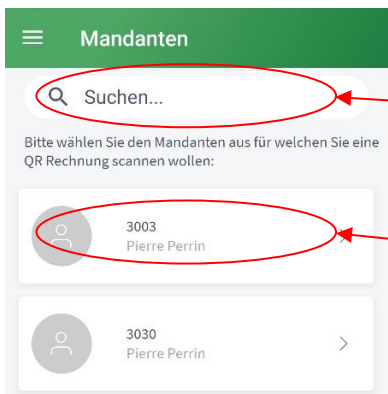 Mandanten
Suchen...
Bitte wählen Sie den Mandanten aus für welchen Sie eine
QR Rechnung scannen wollen:
3003
Pierre Perrin
3030
Pierre Perrin